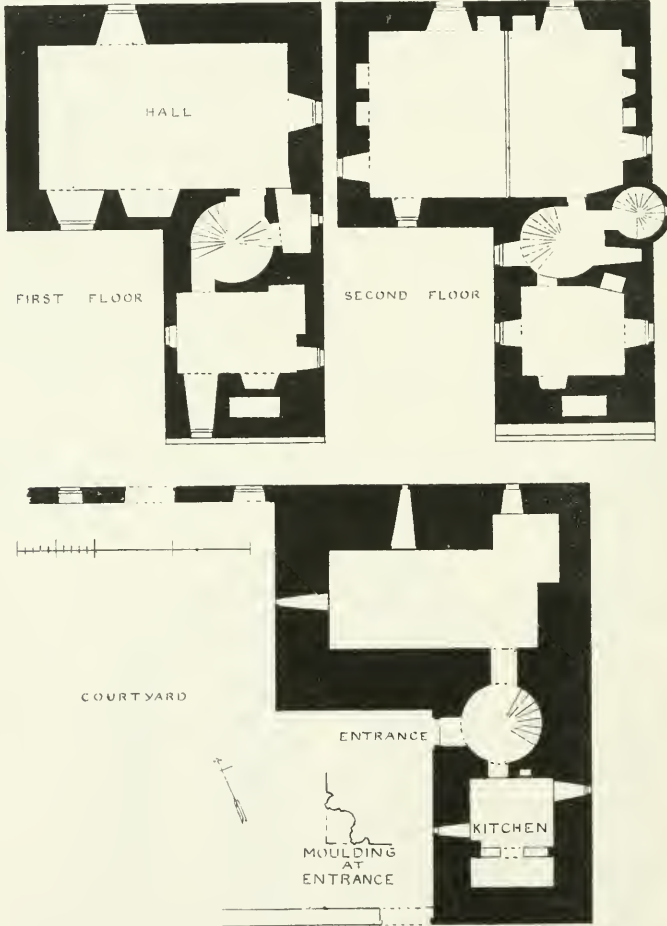 HALL
FIRST FLOOR
SECOND FLOOR
COURTYARD
ENTRANCE
MOULDING
AT
ENTRANCE
KITCHEN